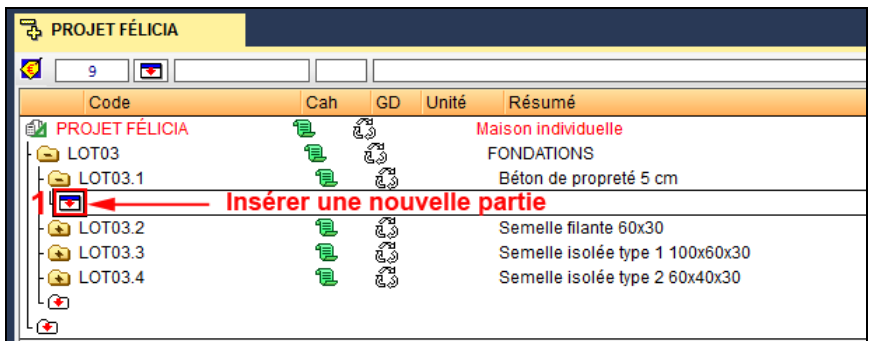 PROJET FÉLICIA
9
Code Cah GD Unité Résumé
PROJET FÉLICIA Maison individuelle
LOT03 FONDATIONS
LOT03.1 Béton de propreté 5 cm
1 Insérer une nouvelle partie
LOT03.2 Semelle filante 60x30
LOT03.3 Semelle isolée type 1 100x60x30
LOT03.4 Semelle isolée type 2 60x40x30